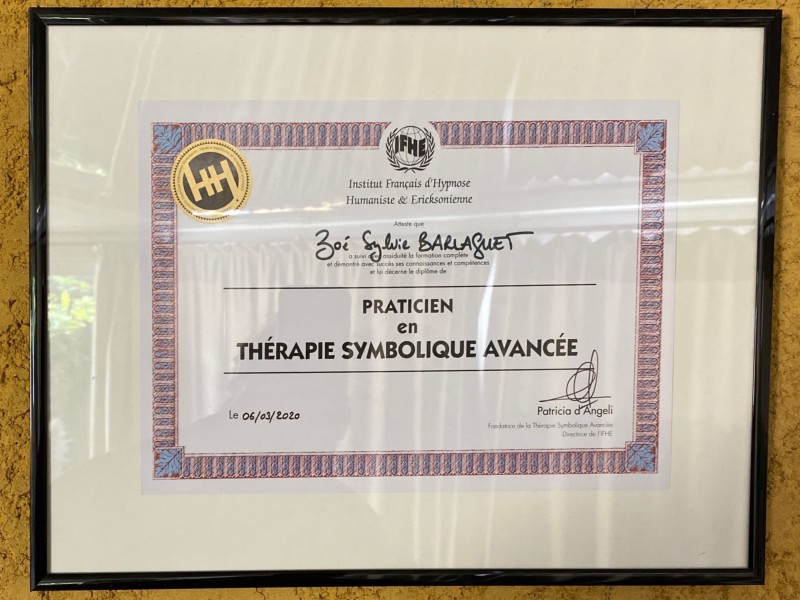 IFHE
HH
Institut Français d'Hypnose
Humaniste & Ericksonienne
Atteste que
Zoé Sylvie BARLAGUET
a suivi avec assiduité la formation complète
et démontré avec succès ses connaissances et compétences
et lui décerne le diplôme de
PRATICIEN
en
THÉRAPIE SYMBOLIQUE AVANCÉE
Le 06/03/2020
Patricia d'Angeli
Fondatrice de la Thérapie Symbolique Avancée
Directrice de l'IFHE